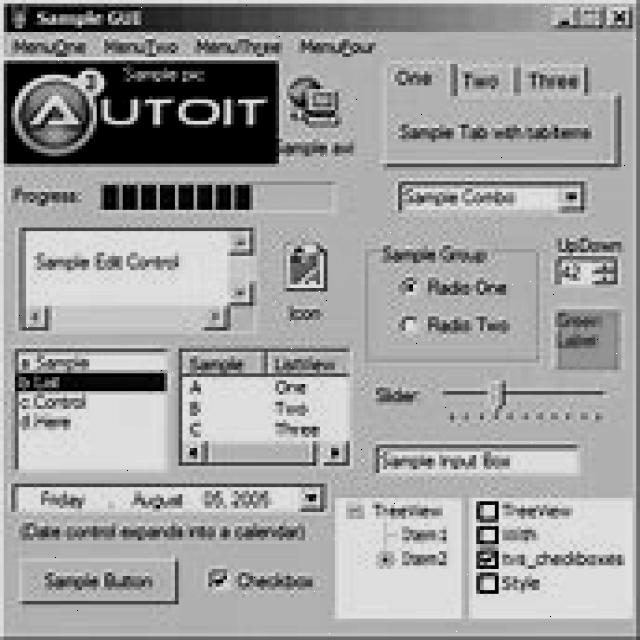 Sample GUI
MenuOne MenuTwo MenuThree MenuFour
Sample pic
AUTOIT
Sample avi
One Two Three
Sample Tab with tabItems
Progress:
Sample Combo
Sample Edit Control
Icon
Sample Group
Radio One
Radio Two
UpDown
42
Green
Label
a.Sample
b.List
c.Control
d.Here
Sample ListView
A One
B Two
C Three
Slider:
Sample Input Box
Friday , August 05, 2005
(Date control expands into a calendar)
TreeView
Item1
Item2
TreeView
With
tvs_checkboxes
Style
Sample Button
Checkbox